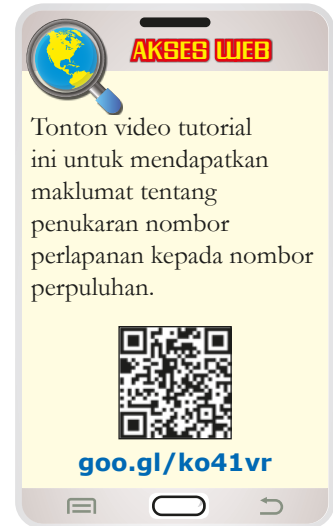 AKSES WEB
Tonton video tutorial
ini untuk mendapatkan
maklumat tentang
penukaran nombor
perlapanan kepada nombor
perpuluhan.
goo.gl/ko41vr